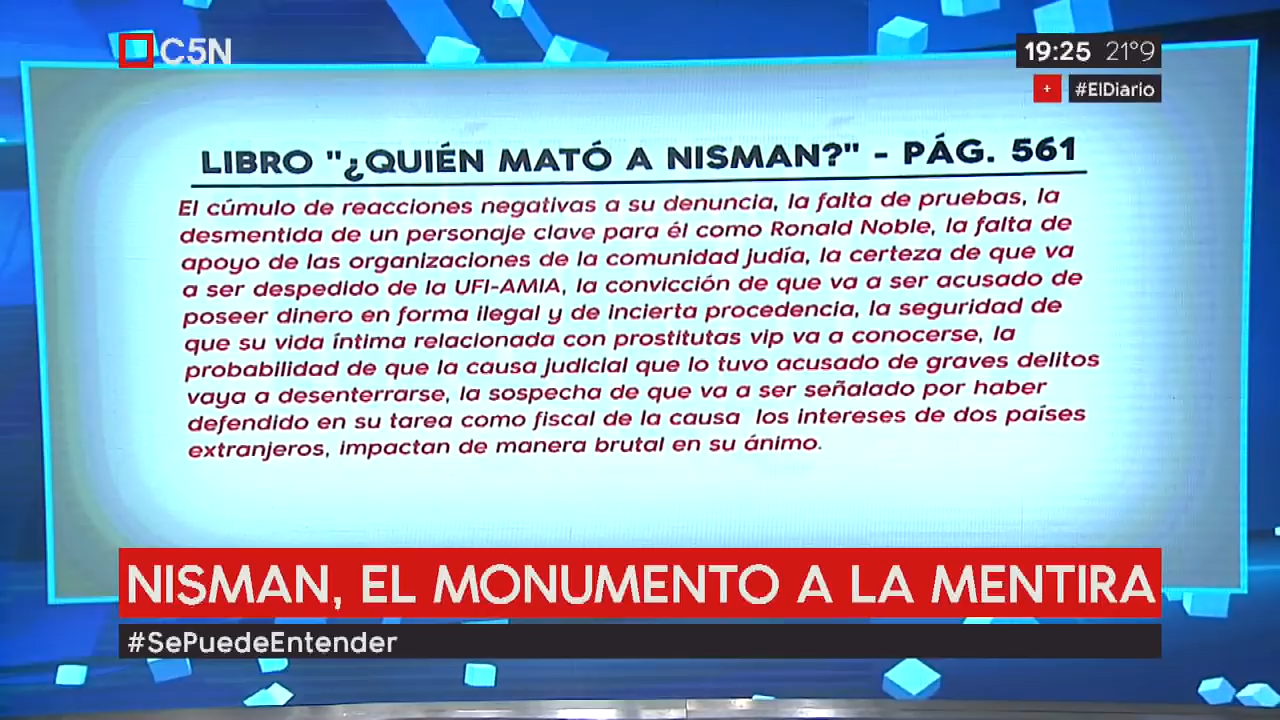 C5N
19:25 21º9
+ #ElDiario
LIBRO "¿QUIÉN MATÓ A NISMAN?" - PÁG. 561
El cúmulo de reacciones negativas a su denuncia, la falta de pruebas, la
desmentida de un personaje clave para él como Ronald Noble, la falta de
apoyo de las organizaciones de la comunidad judía, la certeza de que va
a ser despedido de la UFI-AMIA, la convicción de que va a ser acusado de
poseer dinero en forma ilegal y de incierta procedencia, la seguridad de
que su vida íntima relacionada con prostitutas vip va a conocerse, la
probabilidad de que la causa judicial que lo tuvo acusado de graves delitos
vaya a desenterrarse, la sospecha de que va a ser señalado por haber
defendido en su tarea como fiscal de la causa los intereses de dos países
extranjeros, impactan de manera brutal en su ánimo.
NISMAN, EL MONUMENTO A LA MENTIRA
#SePuedeEntender